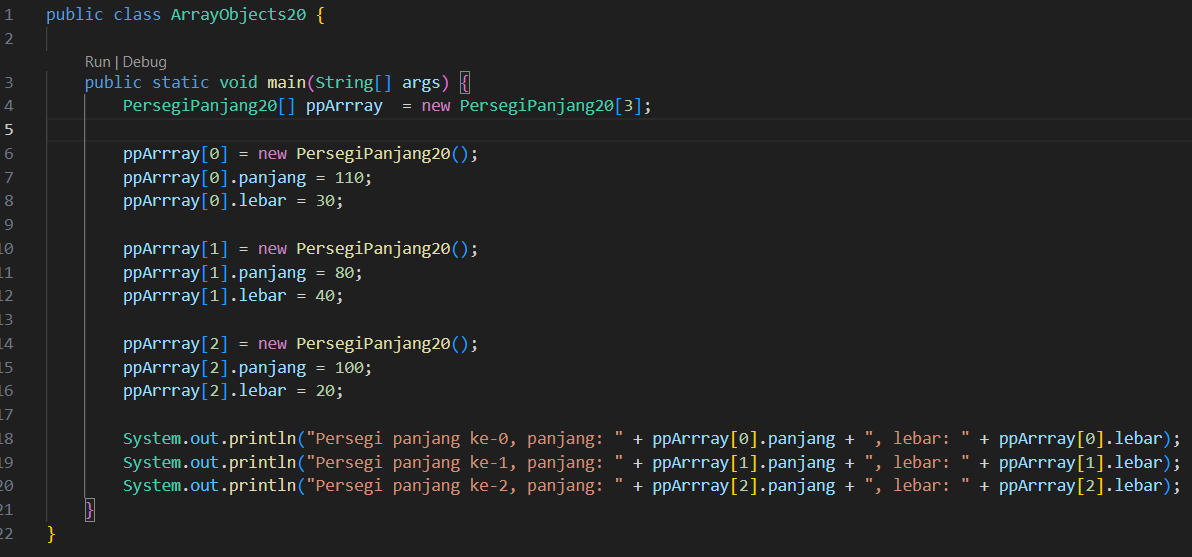 1 public class ArrayObjects20 {
2
Run | Debug
3 public static void main(String[] args) {
4 PersegiPanjang20[] ppArrray  = new PersegiPanjang20[3];
5
6 ppArrray[0] = new PersegiPanjang20();
7 ppArrray[0].panjang = 110;
8 ppArrray[0].lebar = 30;
9
10 ppArrray[1] = new PersegiPanjang20();
11 ppArrray[1].panjang = 80;
12 ppArrray[1].lebar = 40;
13
14 ppArrray[2] = new PersegiPanjang20();
15 ppArrray[2].panjang = 100;
16 ppArrray[2].lebar = 20;
17
18 System.out.println("Persegi panjang ke-0, panjang: " + ppArrray[0].panjang + ", lebar: " + ppArrray[0].lebar);
19 System.out.println("Persegi panjang ke-1, panjang: " + ppArrray[1].panjang + ", lebar: " + ppArrray[1].lebar);
20 System.out.println("Persegi panjang ke-2, panjang: " + ppArrray[2].panjang + ", lebar: " + ppArrray[2].lebar);
21 }
22 }